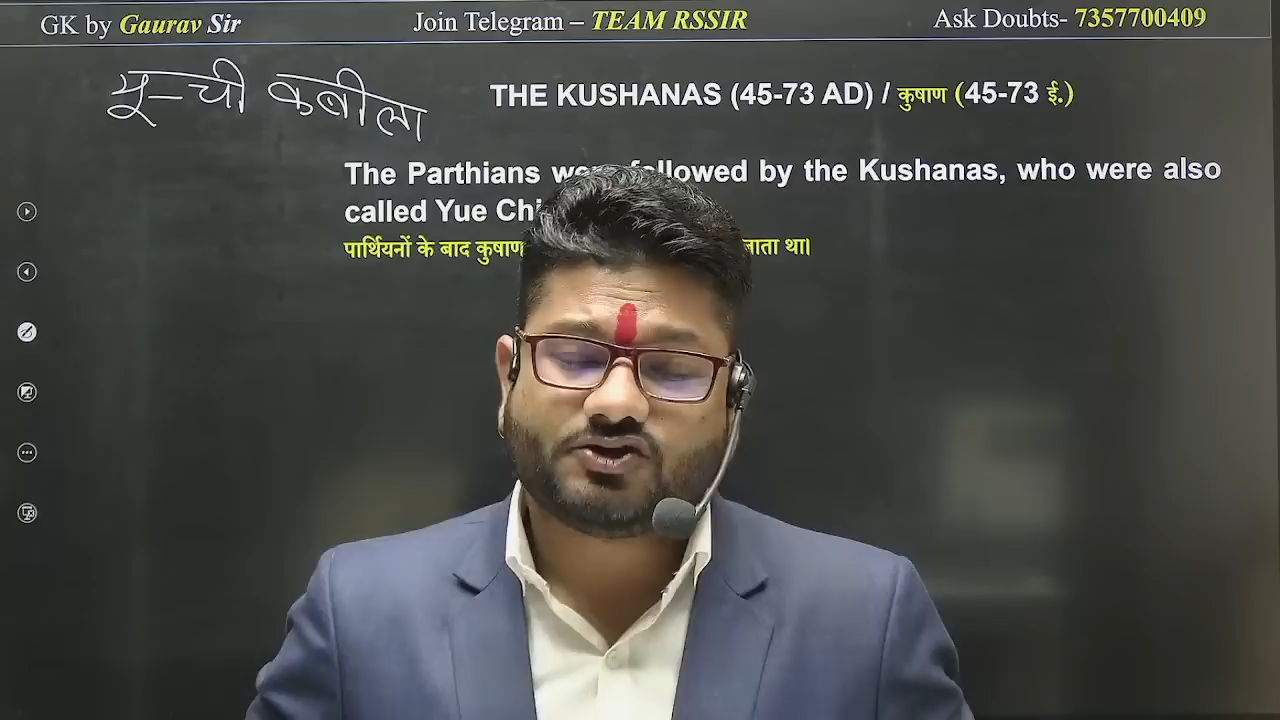 GK by Gaurav Sir Join Telegram – TEAM RSSIR Ask Doubts- 7357700409
यू-ची कबीला
THE KUSHANAS (45-73 AD) / कुषाण (45-73 ई.)
The Parthians were followed by the Kushanas, who were also
called Yue Chi
पार्थियनों के बाद कुषाण जाता था।